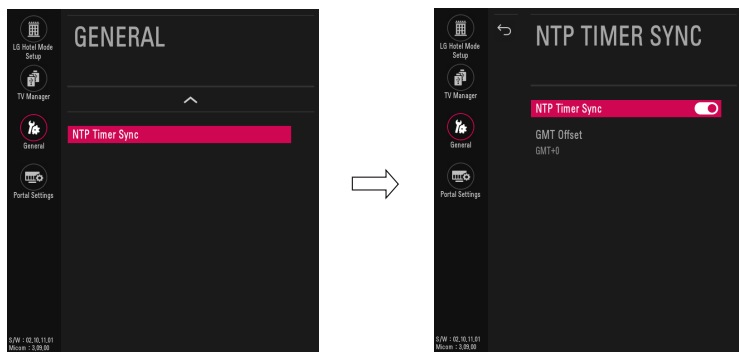 LG Hotel Mode
Setup
TV Manager
General
Portal Settings
S/W : 02,10,11,01
Micom : 3,09,00
GENERAL
NTP Timer Sync
LG Hotel Mode
Setup
TV Manager
General
Portal Settings
S/W : 02,10,11,01
Micom : 3,09,00
NTP TIMER SYNC
NTP Timer Sync
GMT Offset
GMT+0